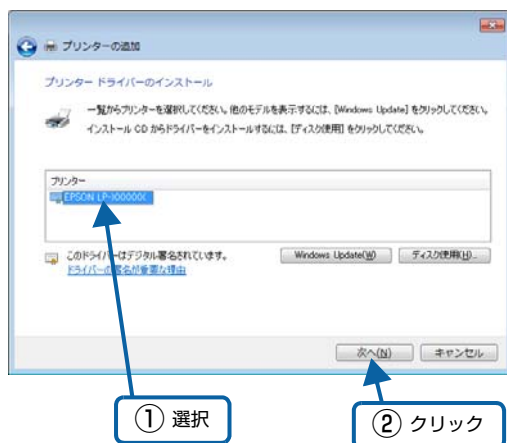 プリンターの追加
プリンター ドライバーのインストール
一覧からプリンターを選択してください。他のモデルを表示するには、[Windows Update] をクリックしてください。
インストール CD からドライバーをインストールするには、[ディスク使用] をクリックしてください。
プリンター
EPSON LP-XXXXXX
このドライバーはデジタル署名されています。
Windows Update(W)
ディスク使用(H)...
ドライバーの署名が重要な理由
次へ(N)
キャンセル
① 選択
② クリック